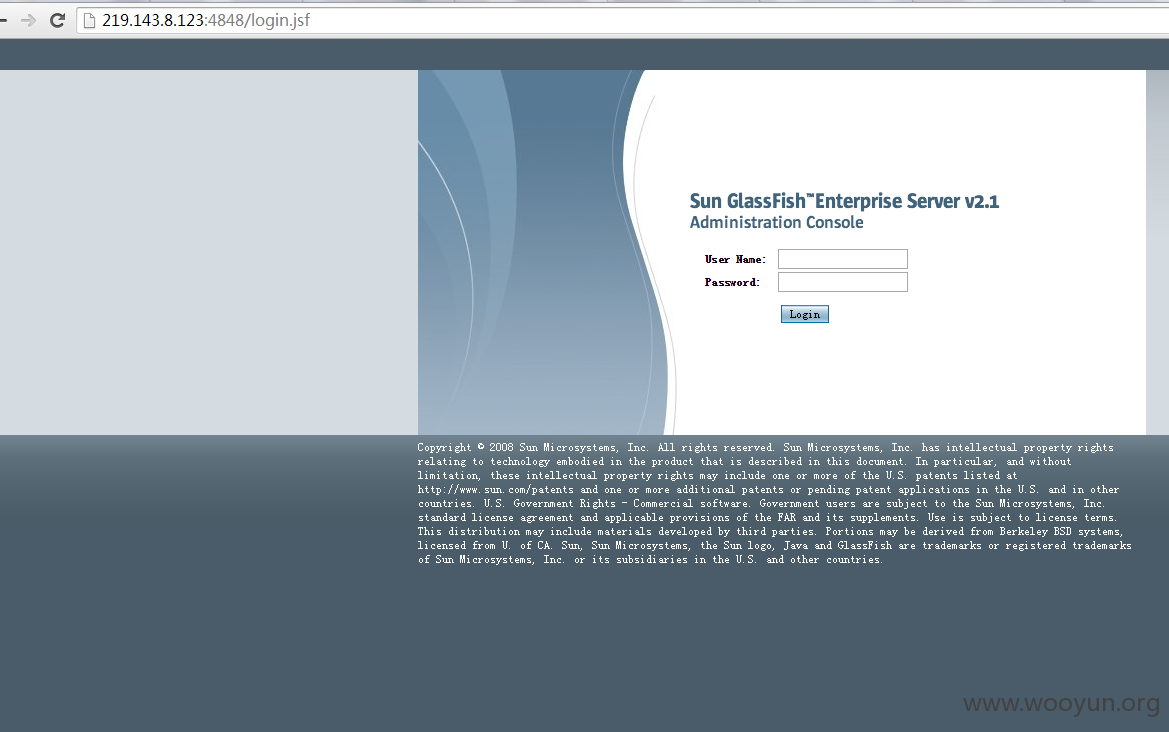 219.143.8.123:4848/login.jsf
Sun GlassFish™Enterprise Server v2.1
Administration Console
User Name:
Password:
Login
Copyright © 2008 Sun Microsystems, Inc. All rights reserved. Sun Microsystems, Inc. has intellectual property rights
relating to technology embodied in the product that is described in this document. In particular, and without
limitation, these intellectual property rights may include one or more of the U.S. patents listed at
http://www.sun.com/patents and one or more additional patents or pending patent applications in the U.S. and in other
countries. U.S. Government Rights - Commercial software. Government users are subject to the Sun Microsystems, Inc.
standard license agreement and applicable provisions of the FAR and its supplements. Use is subject to license terms.
This distribution may include materials developed by third parties. Portions may be derived from Berkeley BSD systems,
licensed from U. of CA. Sun, Sun Microsystems, the Sun logo, Java and GlassFish are trademarks or registered trademarks
of Sun Microsystems, Inc. or its subsidiaries in the U.S. and other countries.
www.wooyun.org